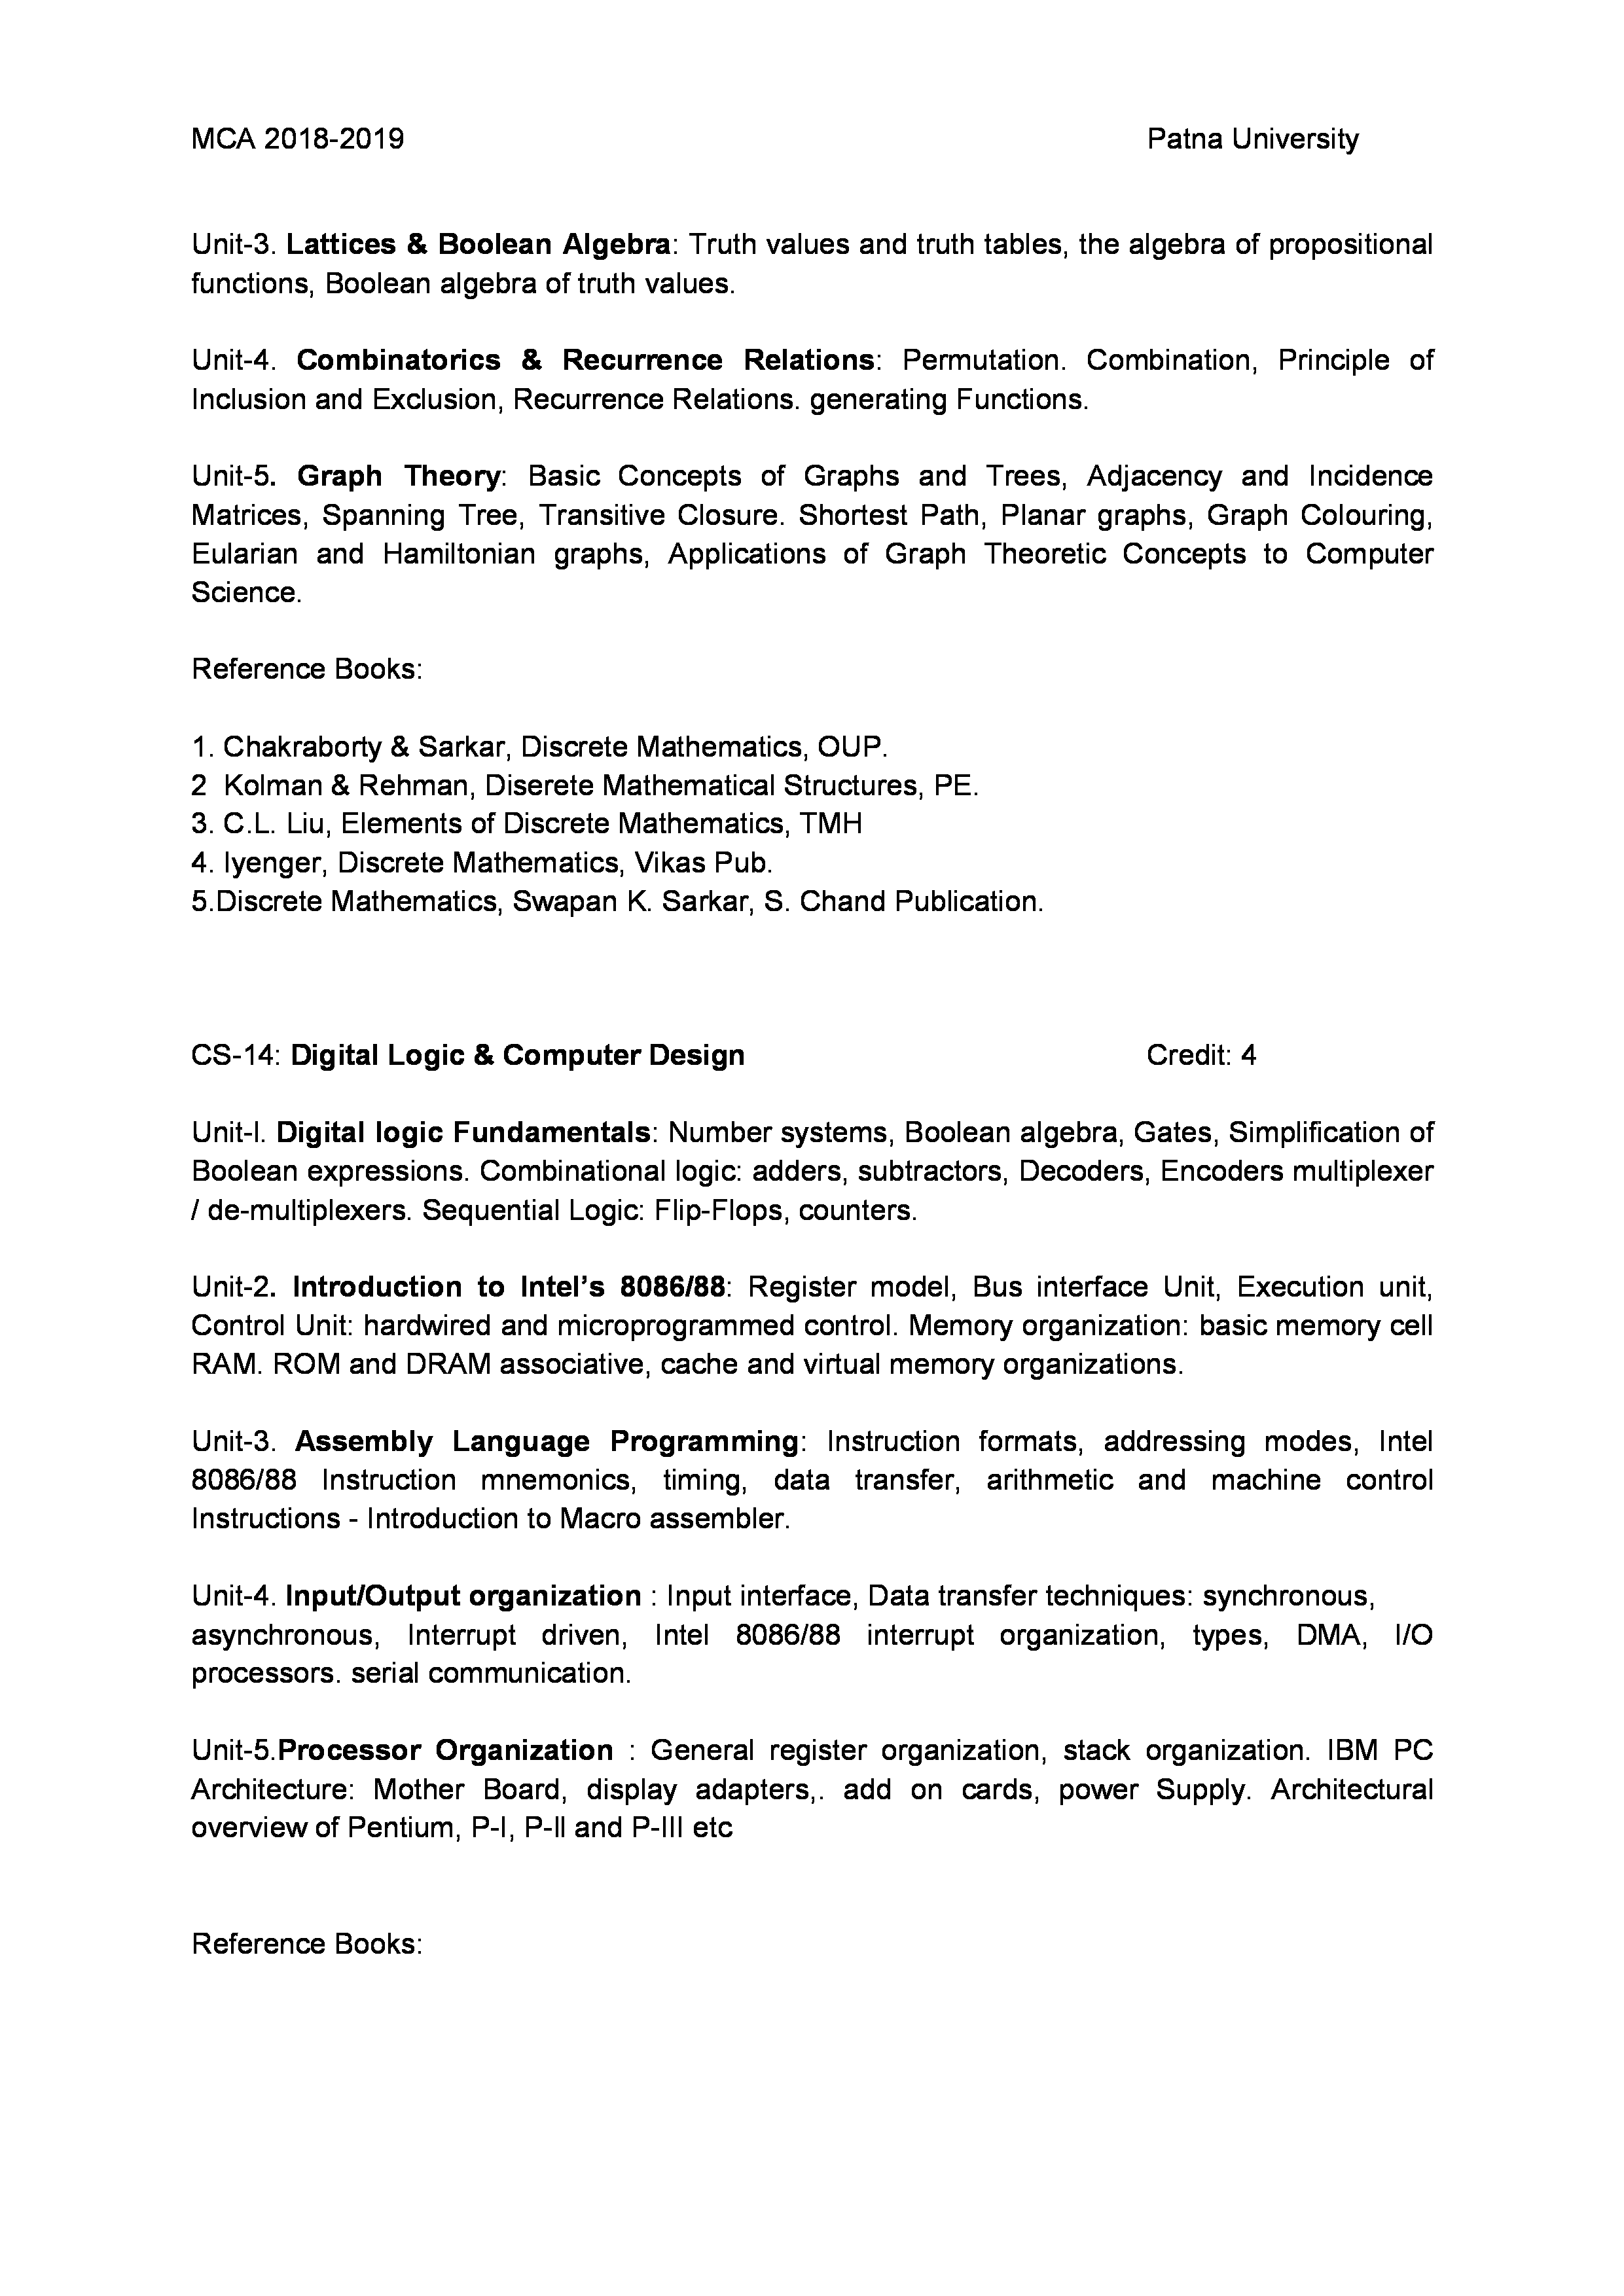 MCA 2018-2019 Patna University
Unit-3. Lattices & Boolean Algebra: Truth values and truth tables, the algebra of propositional
functions, Boolean algebra of truth values.
Unit-4. Combinatorics & Recurrence Relations: Permutation. Combination, Principle of
Inclusion and Exclusion, Recurrence Relations. generating Functions.
Unit-5. Graph Theory: Basic Concepts of Graphs and Trees, Adjacency and Incidence
Matrices, Spanning Tree, Transitive Closure. Shortest Path, Planar graphs, Graph Colouring,
Eularian and Hamiltonian graphs, Applications of Graph Theoretic Concepts to Computer
Science.
Reference Books:
1. Chakraborty & Sarkar, Discrete Mathematics, OUP.
2 Kolman & Rehman, Diserete Mathematical Structures, PE.
3. C.L. Liu, Elements of Discrete Mathematics, TMH
4. Iyenger, Discrete Mathematics, Vikas Pub.
5.Discrete Mathematics, Swapan K. Sarkar, S. Chand Publication.
CS-14: Digital Logic & Computer Design Credit: 4
Unit-l. Digital logic Fundamentals: Number systems, Boolean algebra, Gates, Simplification of
Boolean expressions. Combinational logic: adders, subtractors, Decoders, Encoders multiplexer
/ de-multiplexers. Sequential Logic: Flip-Flops, counters.
Unit-2. Introduction to Intel's 8086/88: Register model, Bus interface Unit, Execution unit,
Control Unit: hardwired and microprogrammed control. Memory organization: basic memory cell
RAM. ROM and DRAM associative, cache and virtual memory organizations.
Unit-3. Assembly Language Programming: Instruction formats, addressing modes, Intel
8086/88 Instruction mnemonics, timing, data transfer, arithmetic and machine control
Instructions - Introduction to Macro assembler.
Unit-4. Input/Output organization : Input interface, Data transfer techniques: synchronous,
asynchronous, Interrupt driven, Intel 8086/88 interrupt organization, types, DMA, I/O
processors. serial communication.
Unit-5.Processor Organization : General register organization, stack organization. IBM PC
Architecture: Mother Board, display adapters,. add on cards, power Supply. Architectural
overview of Pentium, P-I, P-II and P-III etc
Reference Books: